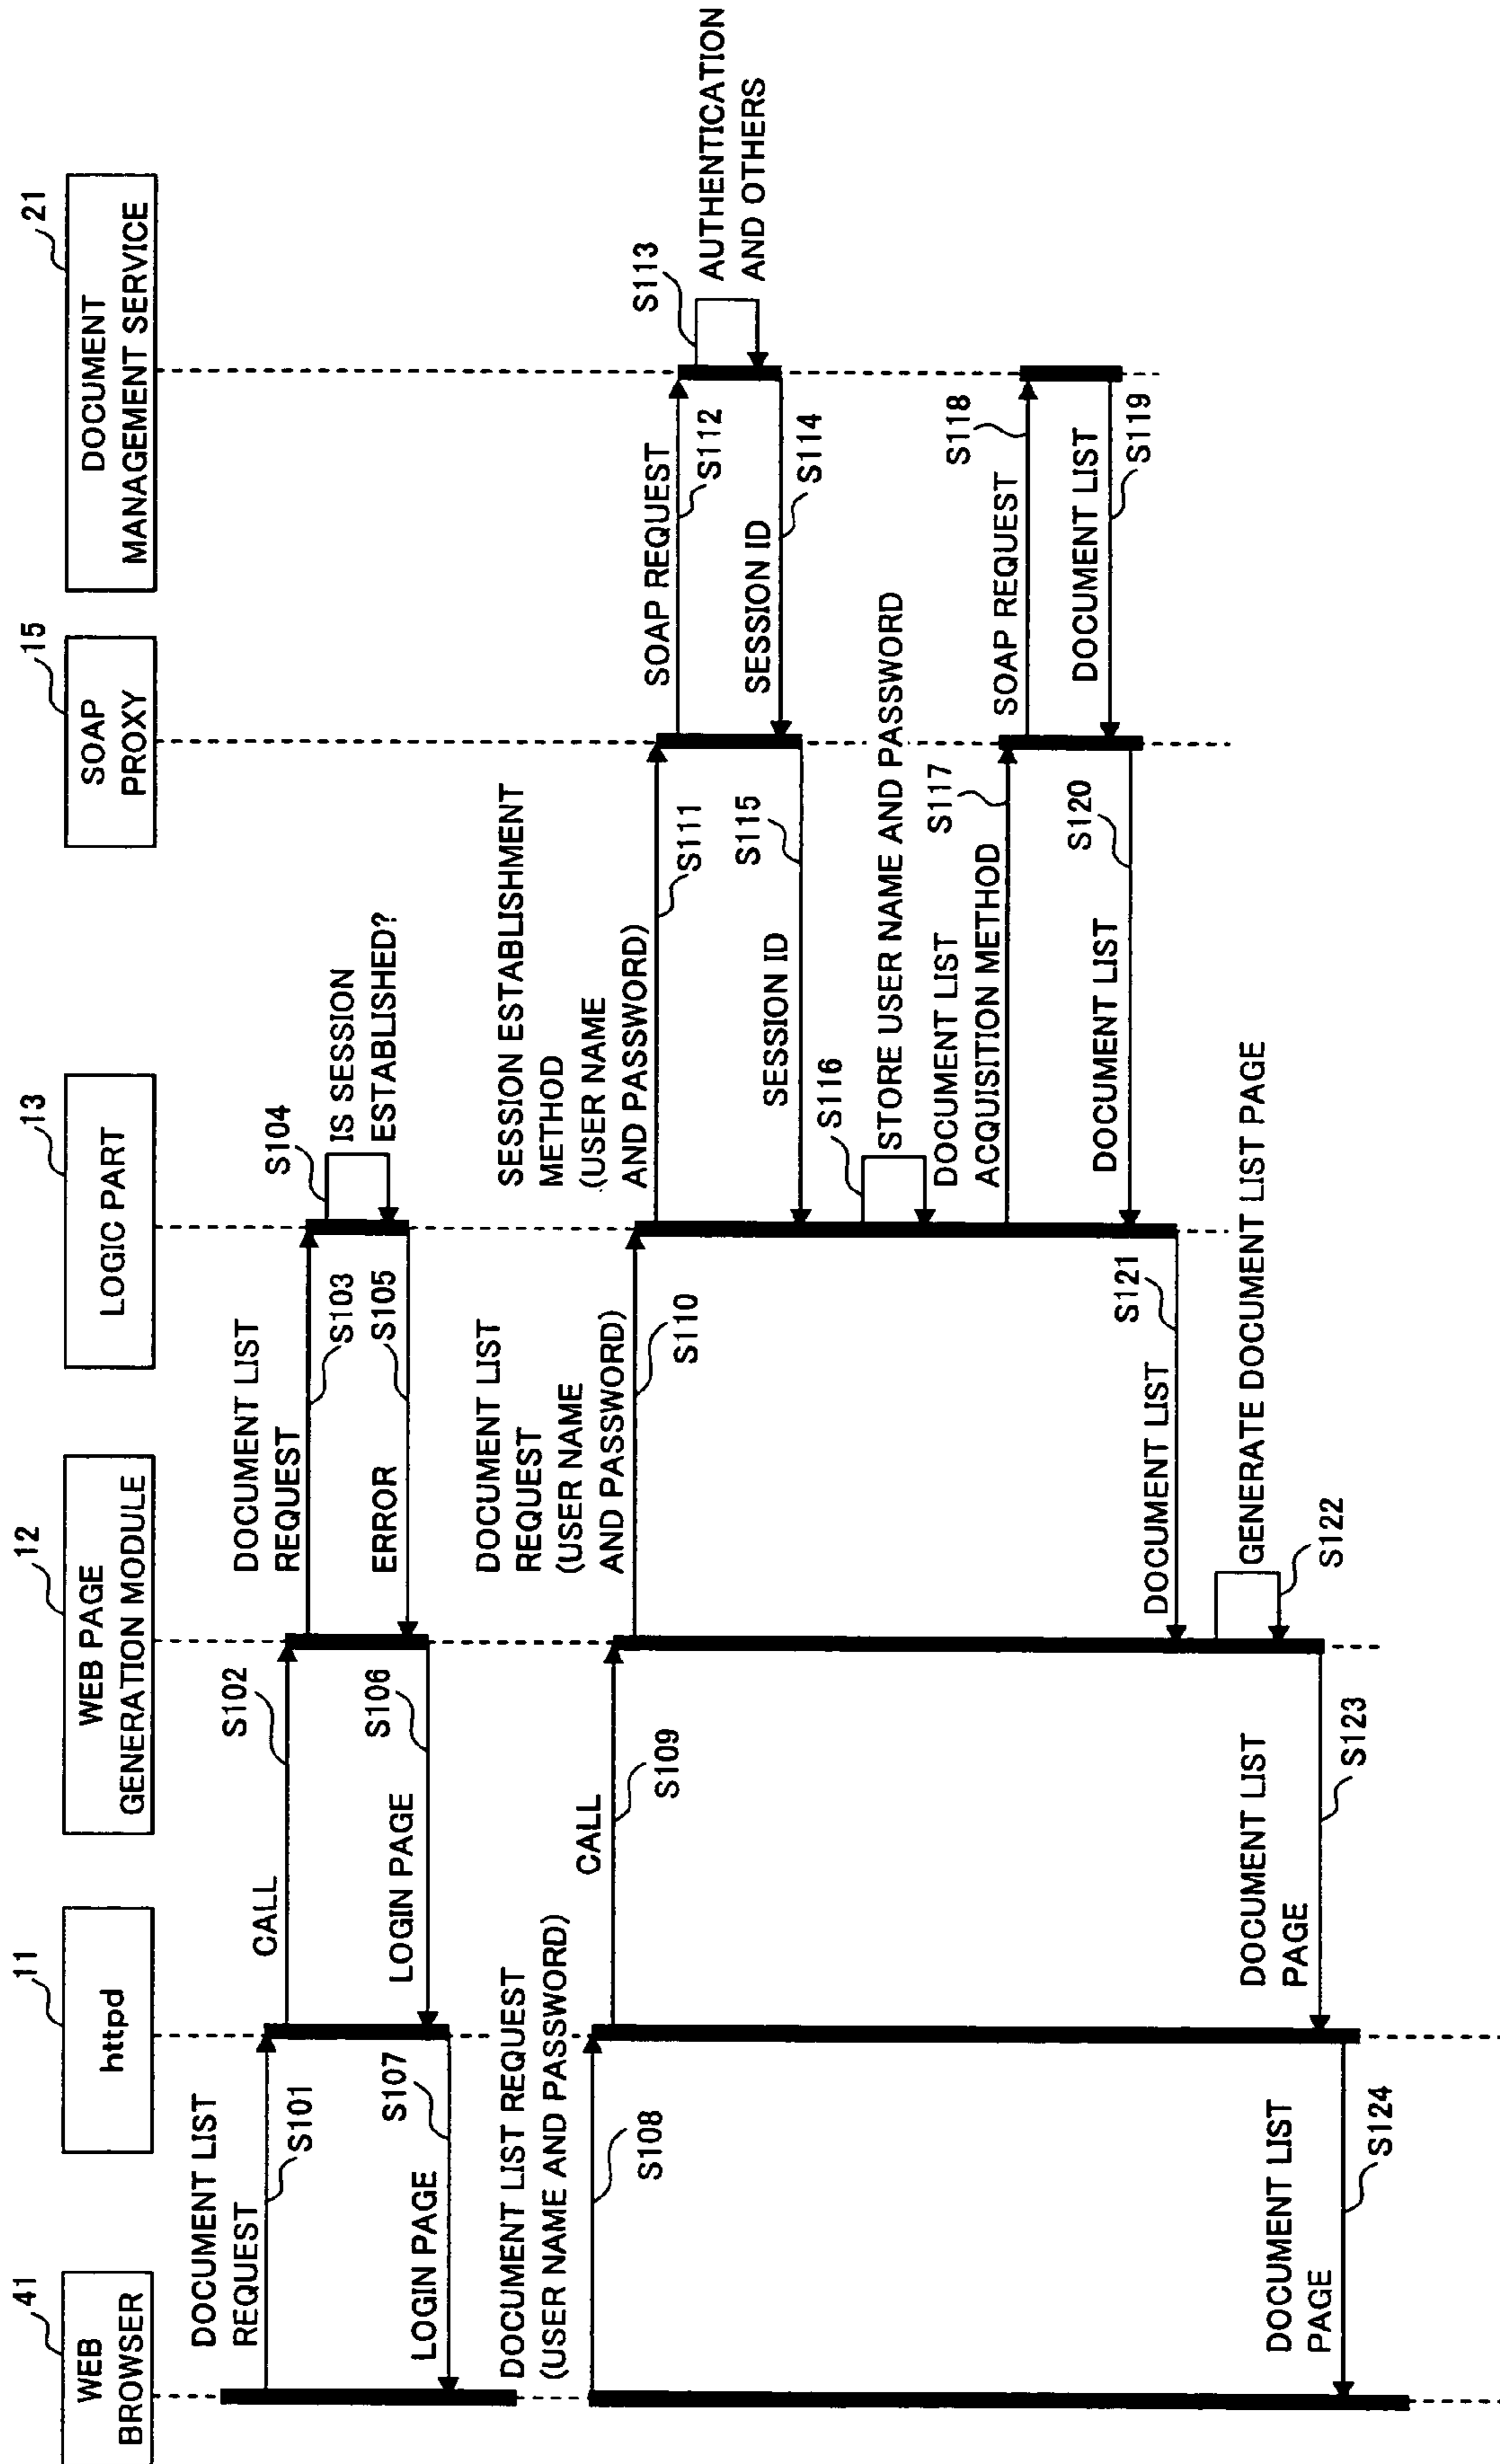 41
WEB
BROWSER
11
httpd
12
WEB PAGE
GENERATION MODULE
13
LOGIC PART
15
SOAP
PROXY
21
DOCUMENT
MANAGEMENT SERVICE
DOCUMENT LIST
REQUEST
S101
CALL
S102
DOCUMENT LIST
REQUEST
S103
S104
IS SESSION
ESTABLISHED?
ERROR
S105
LOGIN PAGE
S106
LOGIN PAGE
S107
DOCUMENT LIST REQUEST
(USER NAME AND PASSWORD)
S108
CALL
S109
DOCUMENT LIST
REQUEST
(USER NAME
AND PASSWORD)
S110
SESSION ESTABLISHMENT
METHOD
(USER NAME
AND PASSWORD)
S111
SOAP REQUEST
S112
S113
AUTHENTICATION
AND OTHERS
SESSION ID
S114
SESSION ID
S115
S116
STORE USER NAME AND PASSWORD
DOCUMENT LIST
ACQUISITION METHOD
S117
SOAP REQUEST
S118
DOCUMENT LIST
S119
DOCUMENT LIST
S120
DOCUMENT LIST
S121
GENERATE DOCUMENT LIST PAGE
S122
DOCUMENT LIST
PAGE
S123
DOCUMENT LIST
PAGE
S124